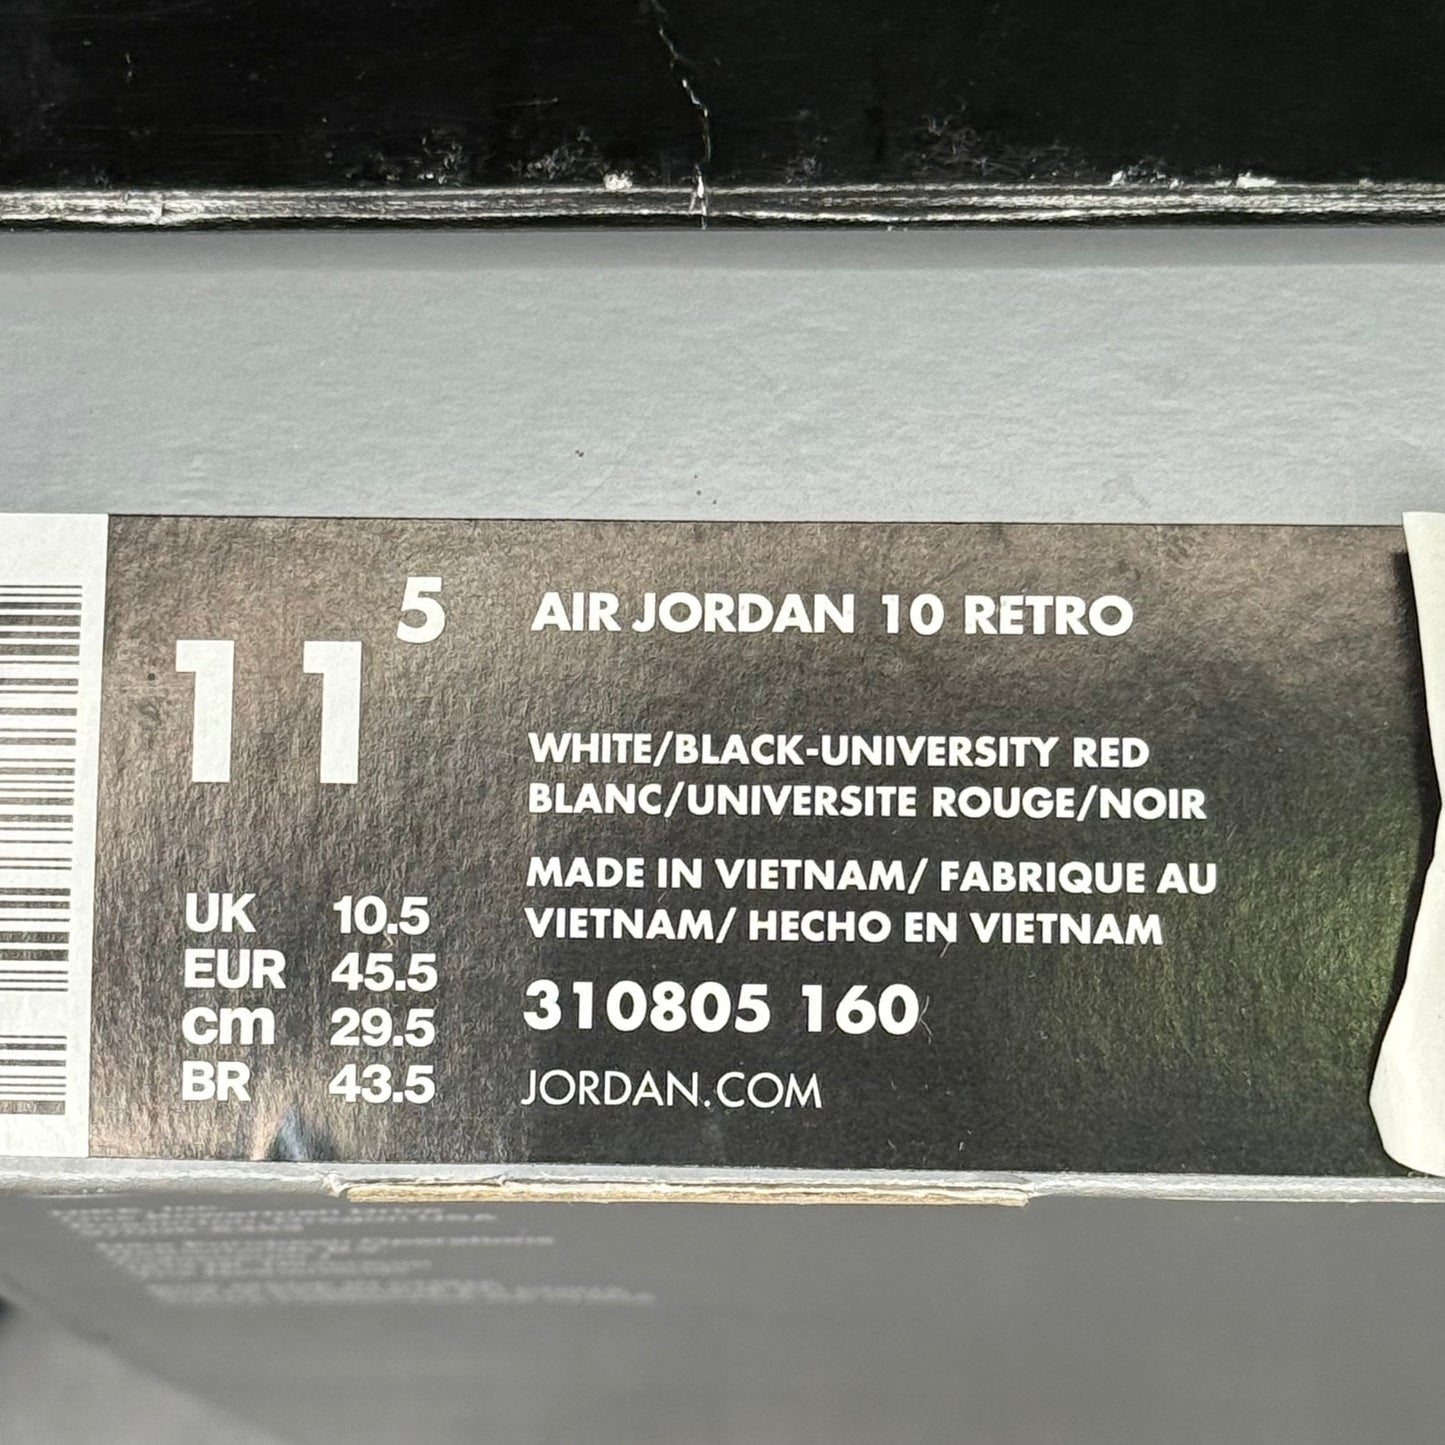 11 5
AIR JORDAN 10 RETRO
WHITE/BLACK-UNIVERSITY RED
BLANC/UNIVERSITE ROUGE/NOIR
MADE IN VIETNAM/ FABRIQUE AU
VIETNAM/ HECHO EN VIETNAM
310805 160
JORDAN.COM
UK 10.5
EUR 45.5
cm 29.5
BR 43.5